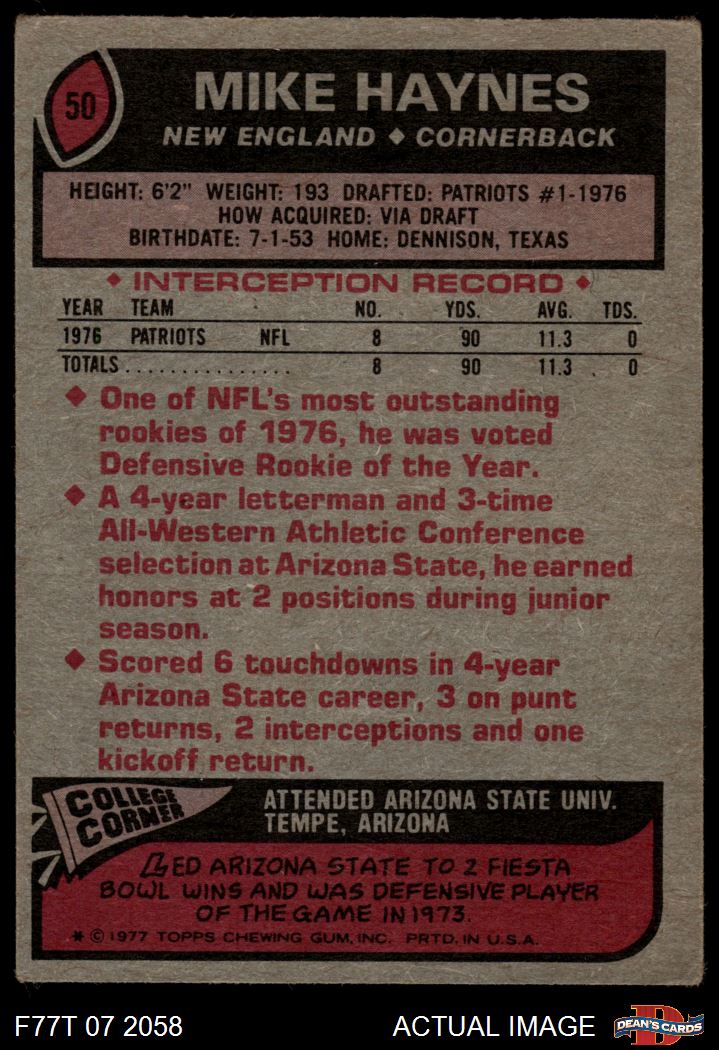 50
MIKE HAYNES
NEW ENGLAND ◆ CORNERBACK
HEIGHT: 6'2" WEIGHT: 193 DRAFTED: PATRIOTS #1-1976
HOW ACQUIRED: VIA DRAFT
BIRTHDATE: 7-1-53 HOME: DENNISON, TEXAS
◆ INTERCEPTION RECORD ◆
YEAR TEAM NO. YDS. AVG. TDS.
1976 PATRIOTS NFL 8 90 11.3 0
TOTALS............... 8 90 11.3 0
◆ One of NFL's most outstanding
rookies of 1976, he was voted
Defensive Rookie of the Year.
◆ A 4-year letterman and 3-time
All-Western Athletic Conference
selection at Arizona State, he earned
honors at 2 positions during junior
season.
◆ Scored 6 touchdowns in 4-year
Arizona State career, 3 on punt
returns, 2 interceptions and one
kickoff return.
COLLEGE
CORNER
ATTENDED ARIZONA STATE UNIV.
TEMPE, ARIZONA
LED ARIZONA STATE TO 2 FIESTA
BOWL WINS AND WAS DEFENSIVE PLAYER
OF THE GAME IN 1973.
* © 1977 TOPPS CHEWING GUM, INC. PRTD. IN U.S.A.
F77T 07 2058 ACTUAL IMAGE D DEAN'S CARDS